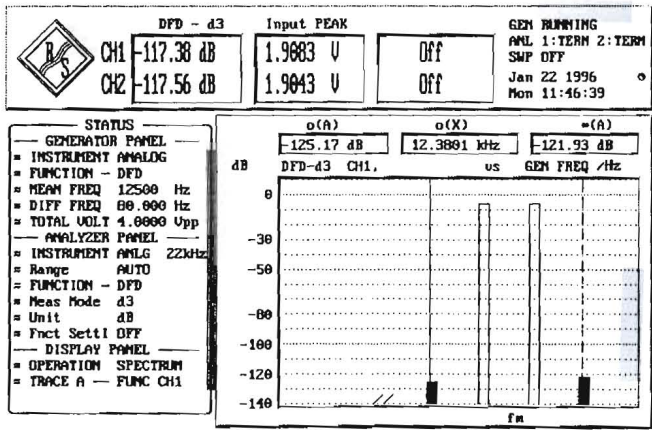 DFD - d3
Input PEAK
GEN RUNNING
ANL 1:TERM 2:TERM
SWP OFF
Jan 22 1996
Mon 11:46:39
R S
CH1 -117.38 dB
1.9083 V
Off
CH2 -117.56 dB
1.9043 V
Off
STATUS
GENERATOR PANEL
INSTRUMENT ANALOG
FUNCTION - DFD
MEAN FREQ 12500 Hz
DIFF FREQ 80.000 Hz
TOTAL VOLT 4.0000 Vpp
ANALYZER PANEL
INSTRUMENT ANLG 22kHz
Range AUTO
FUNCTION - DFD
Meas Mode d3
Unit dB
Fnct Settl OFF
DISPLAY PANEL
OPERATION SPECTRUM
TRACE A - FUNC CH1
o(A)
o(X)
*(A)
-125.17 dB
12.3801 kHz
-121.93 dB
dB
DFD-d3 CH1,
vs
GEN FREQ /Hz
0
-30
-50
-80
-100
-120
-140
fm